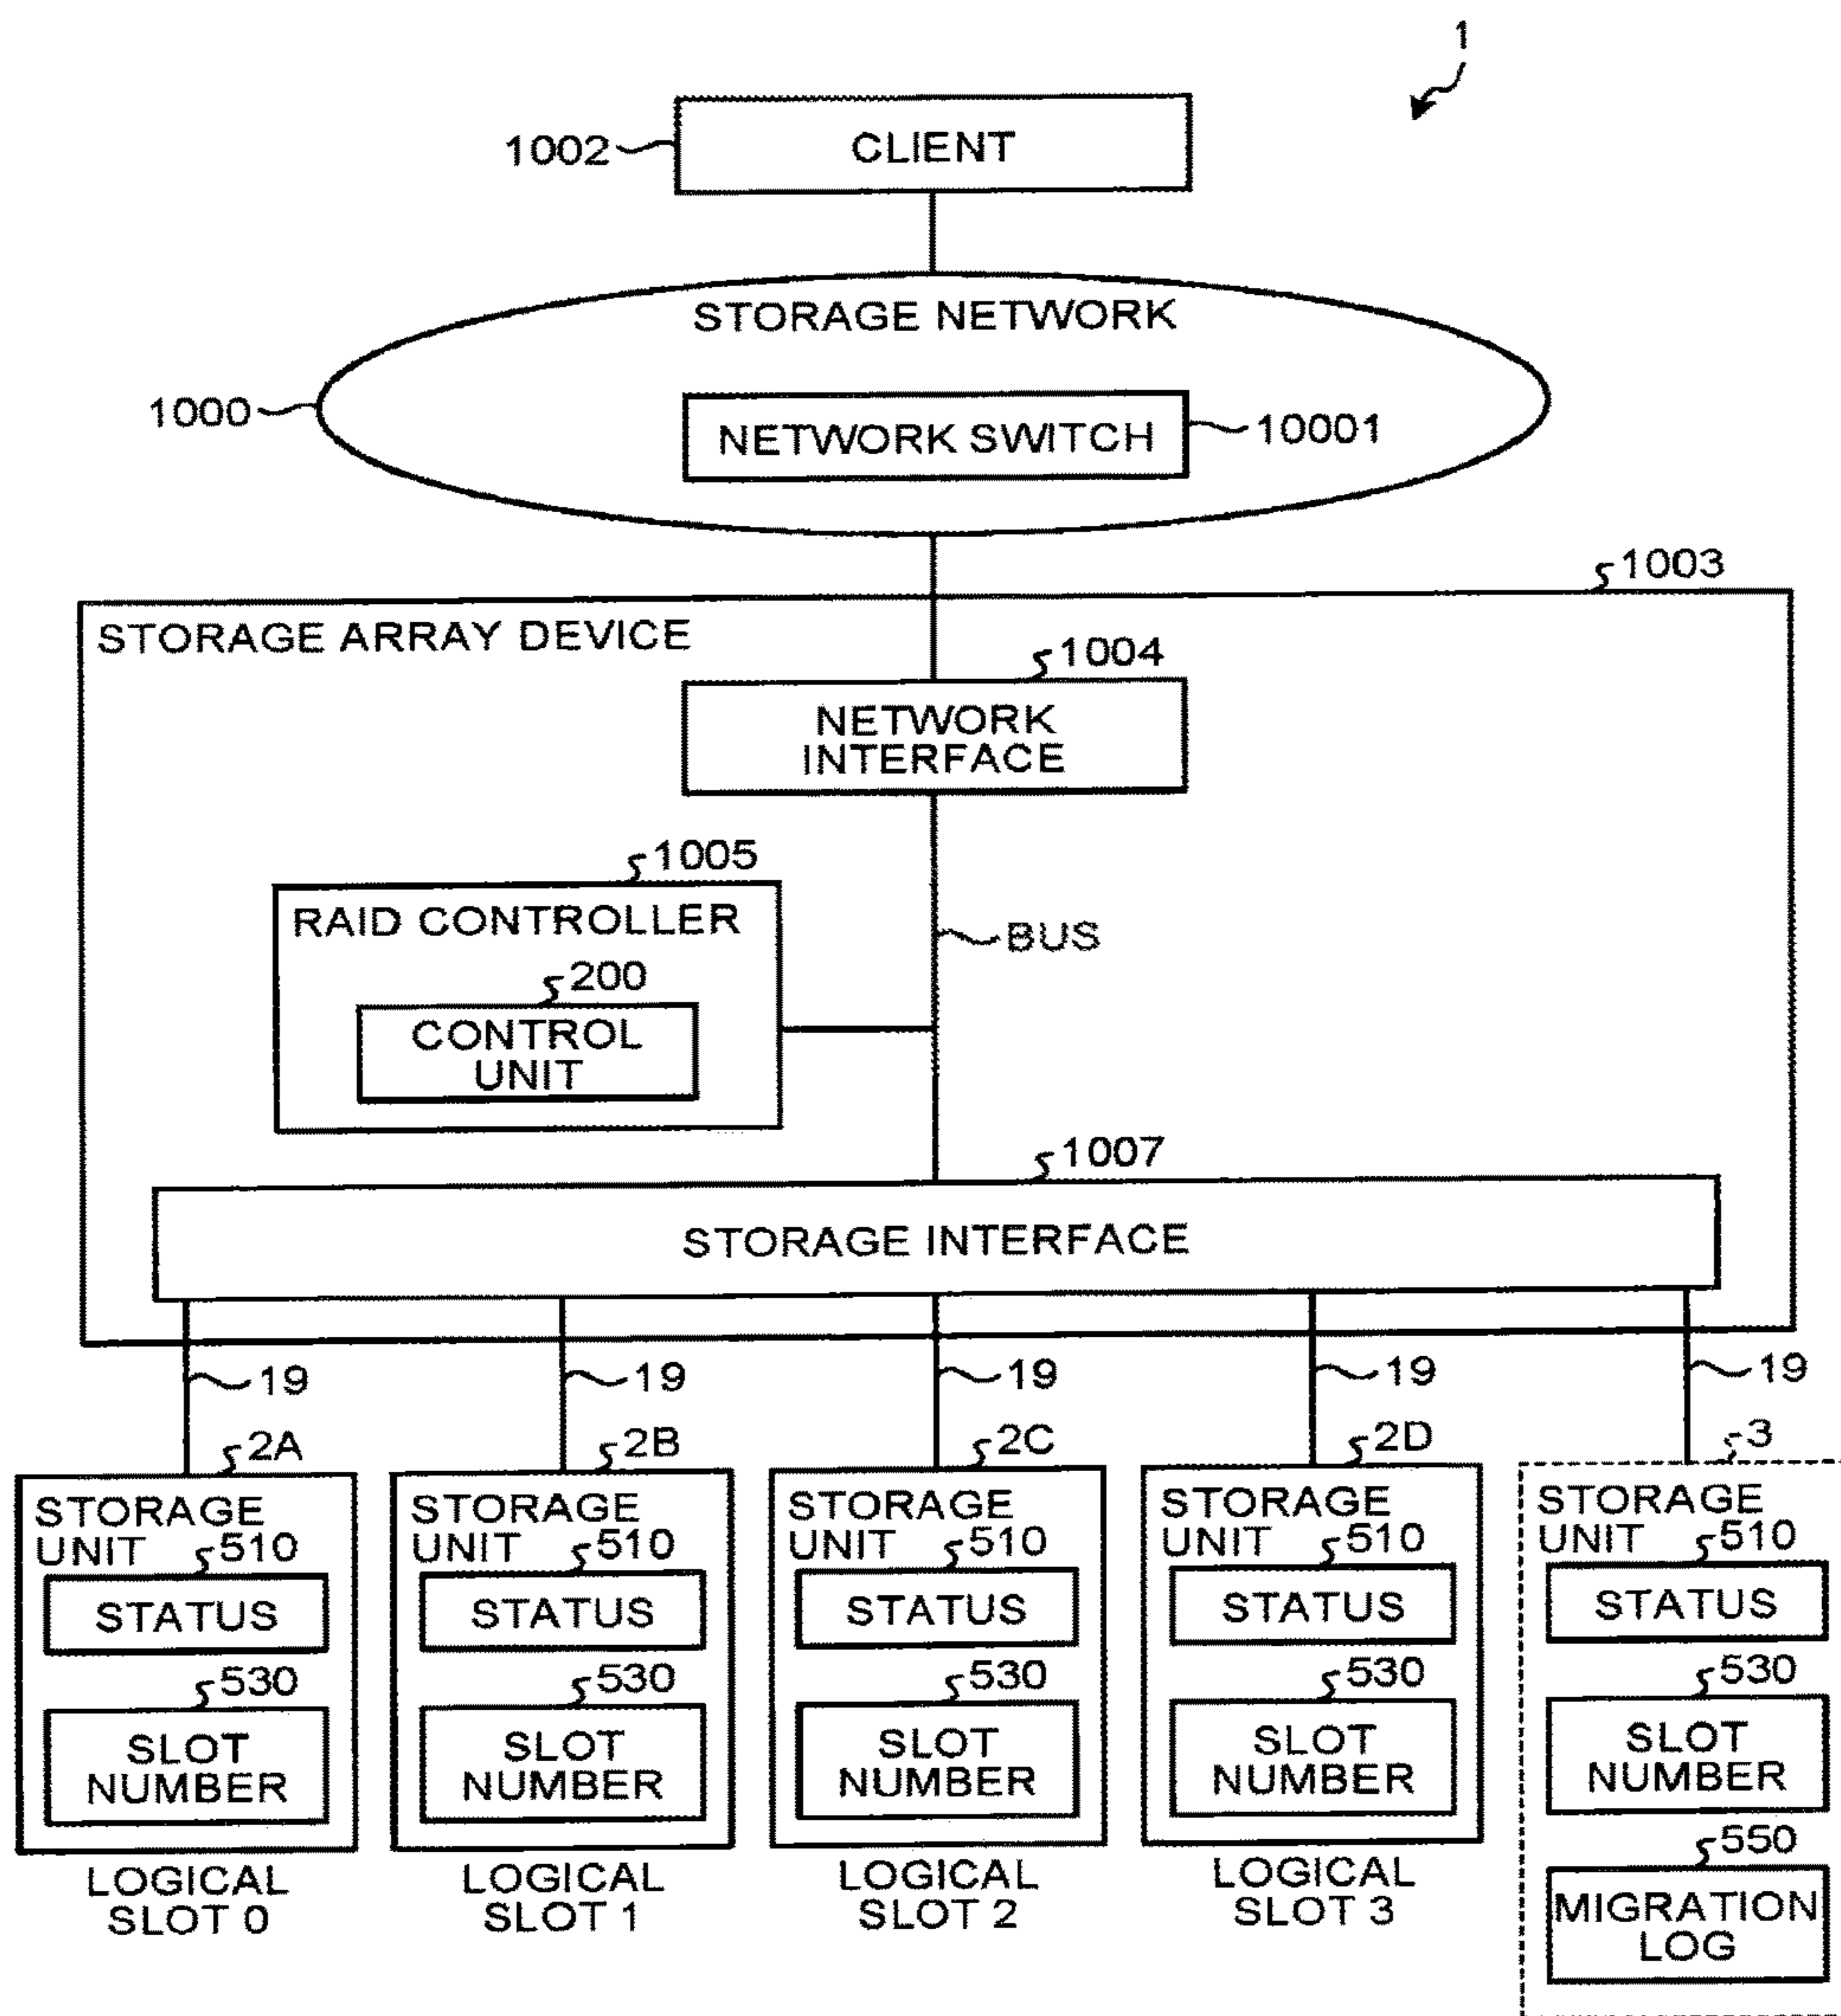 1
1002
CLIENT
STORAGE NETWORK
1000
NETWORK SWITCH
10001
1003
STORAGE ARRAY DEVICE
1004
NETWORK
INTERFACE
1005
RAID CONTROLLER
BUS
200
CONTROL
UNIT
1007
STORAGE INTERFACE
19
19
19
19
19
2A
STORAGE
UNIT
510
STATUS
530
SLOT
NUMBER
LOGICAL
SLOT 0
2B
STORAGE
UNIT
510
STATUS
530
SLOT
NUMBER
LOGICAL
SLOT 1
2C
STORAGE
UNIT
510
STATUS
530
SLOT
NUMBER
LOGICAL
SLOT 2
2D
STORAGE
UNIT
510
STATUS
530
SLOT
NUMBER
LOGICAL
SLOT 3
3
STORAGE
UNIT
510
STATUS
530
SLOT
NUMBER
550
MIGRATION
LOG